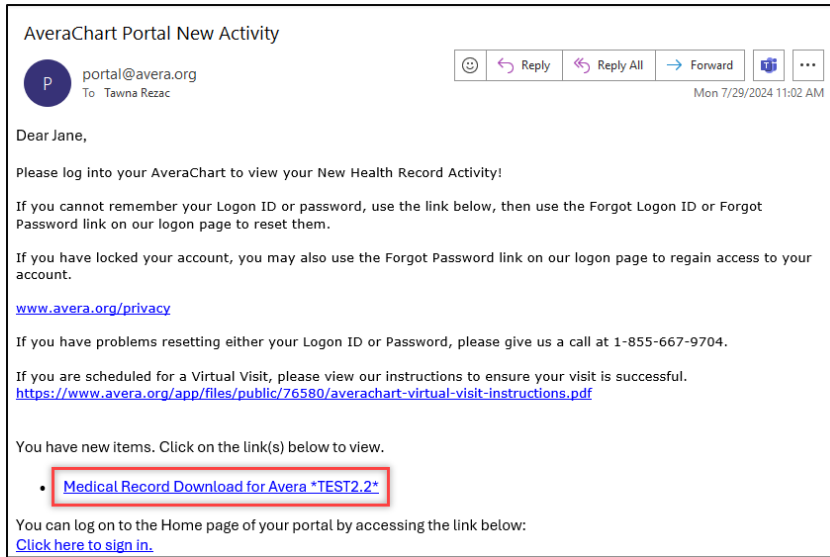 AveraChart Portal New Activity
P
portal@avera.org
To Tawna Rezac
Reply
Reply All
Forward
Mon 7/29/2024 11:02 AM
Dear Jane,
Please log into your AveraChart to view your New Health Record Activity!
If you cannot remember your Logon ID or password, use the link below, then use the Forgot Logon ID or Forgot
Password link on our logon page to reset them.
If you have locked your account, you may also use the Forgot Password link on our logon page to regain access to your
account.
www.avera.org/privacy
If you have problems resetting either your Logon ID or Password, please give us a call at 1-855-667-9704.
If you are scheduled for a Virtual Visit, please view our instructions to ensure your visit is successful.
https://www.avera.org/app/files/public/76580/averachart-virtual-visit-instructions.pdf
You have new items. Click on the link(s) below to view.
• Medical Record Download for Avera *TEST2.2*
You can log on to the Home page of your portal by accessing the link below:
Click here to sign in.